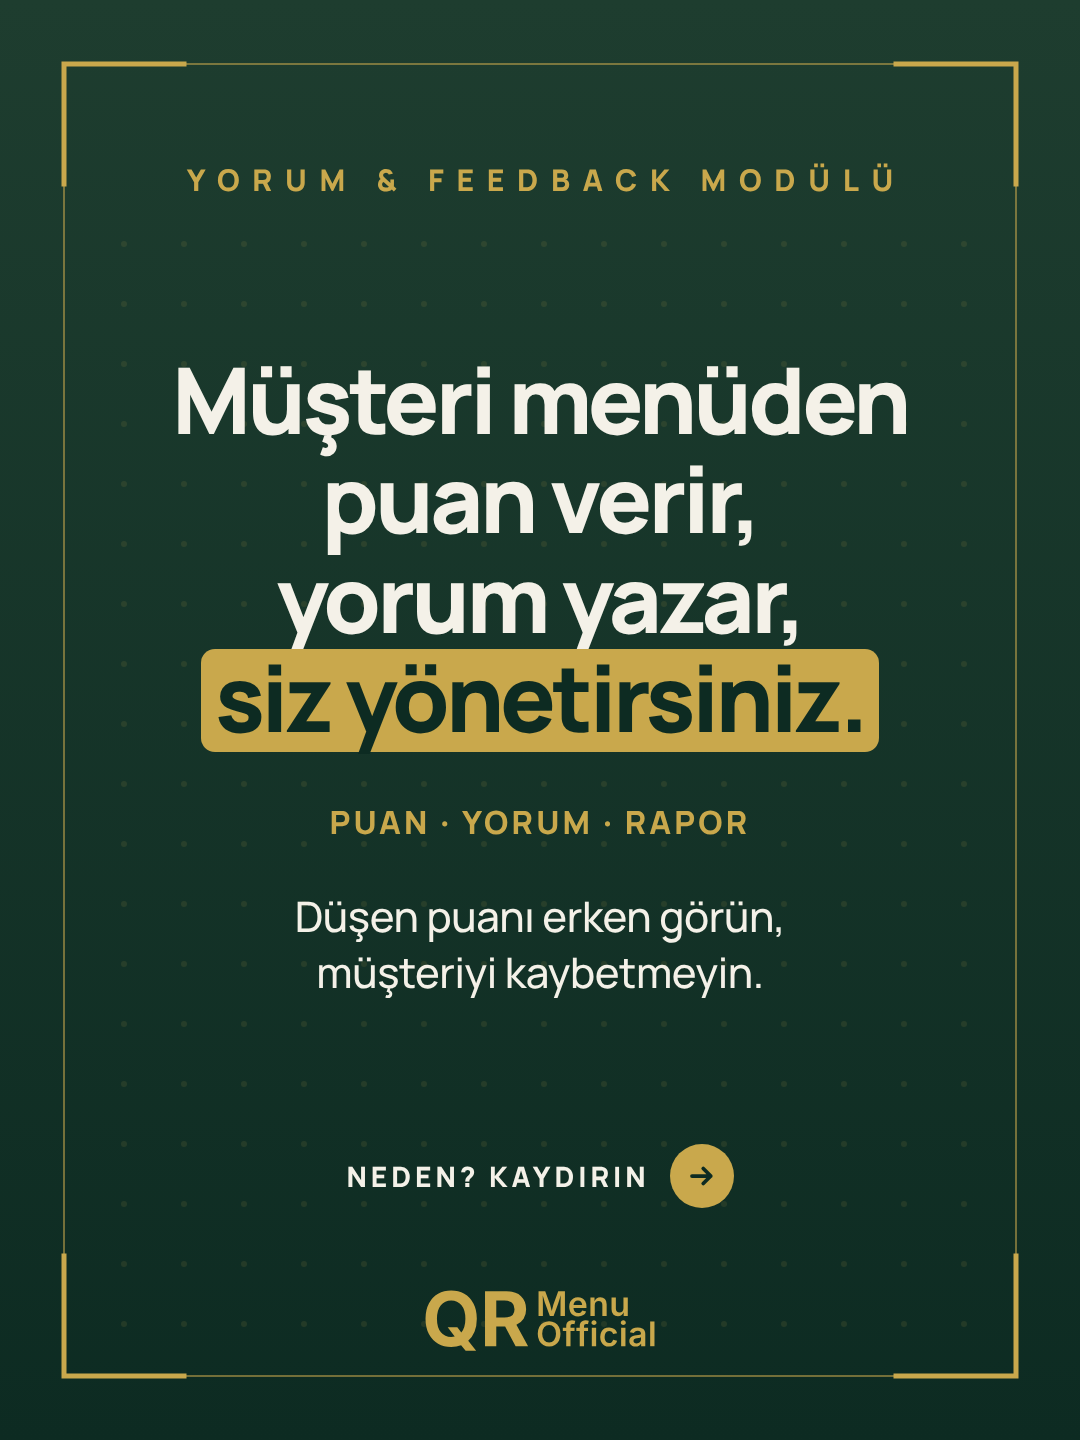 YORUM & FEEDBACK MODÜLÜ
Müşteri menüden
puan verir,
yorum yazar,
siz yönetirsiniz.
PUAN · YORUM · RAPOR
Düşen puanı erken görün,
müşteriyi kaybetmeyin.
NEDEN? KAYDIRIN
QR Menu
Official